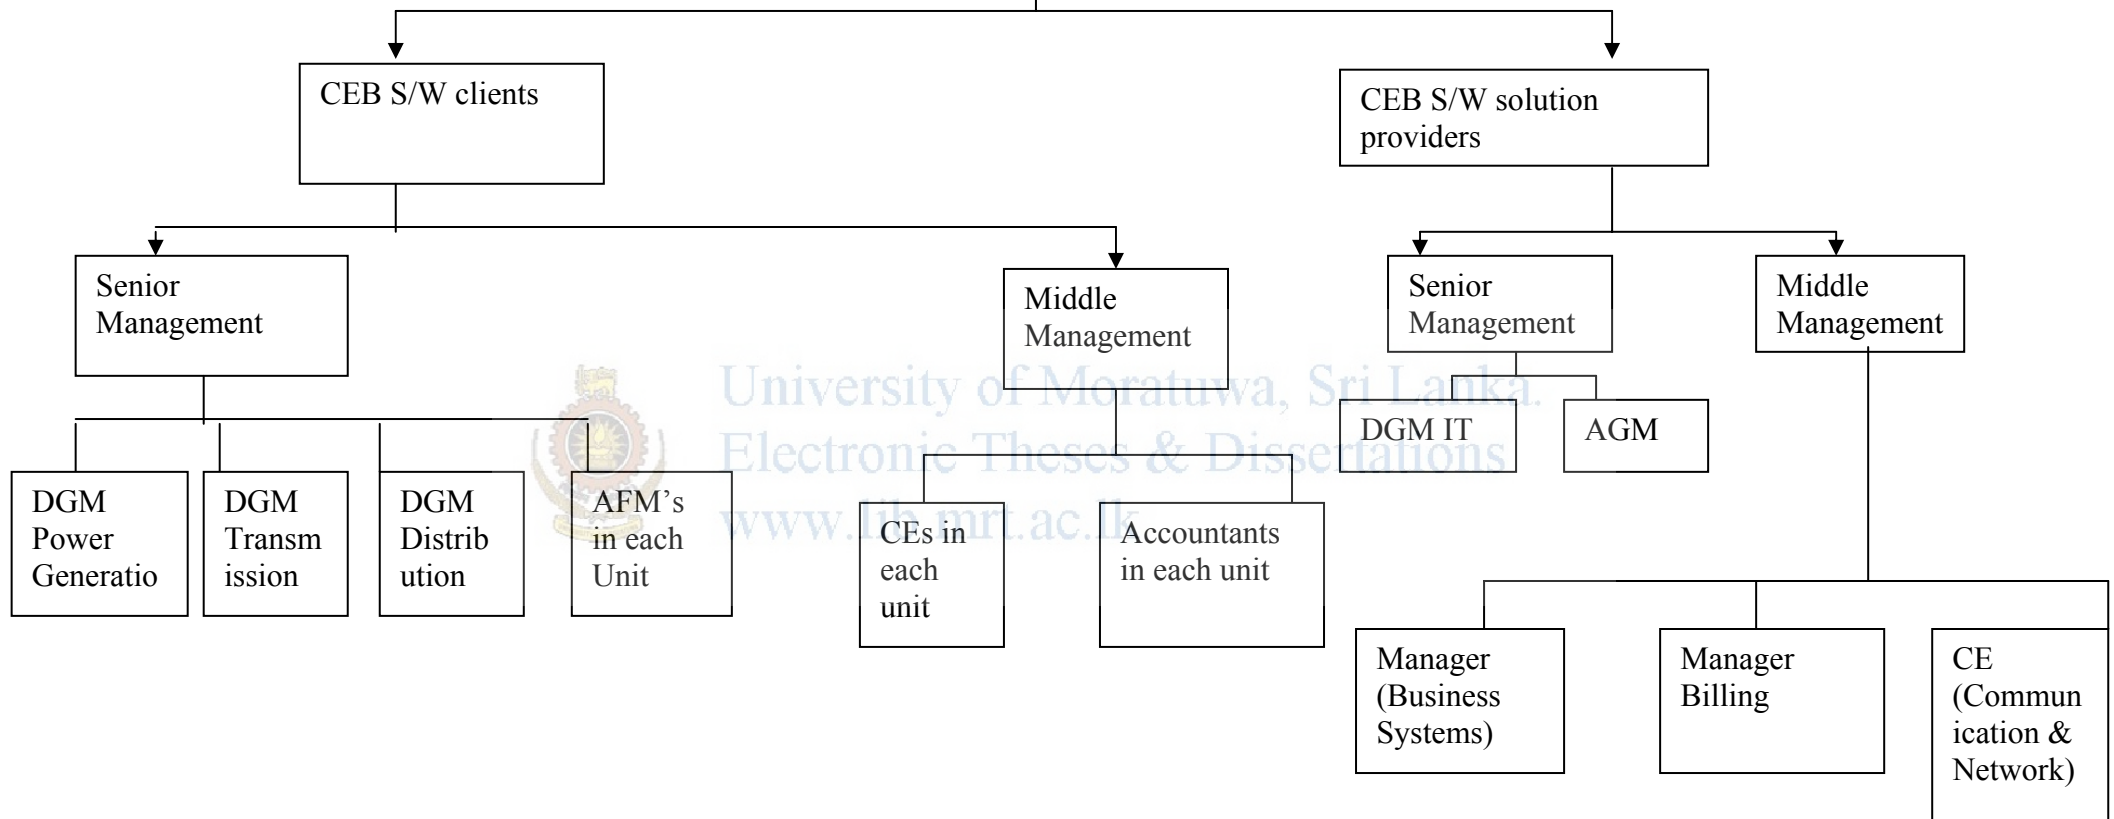 CEB S/W clients
CEB S/W solution
providers
Senior
Management
Middle
Management
Senior
Management
Middle
Management
DGM IT
AGM
DGM
Power
Generatio
DGM
Transm
ission
DGM
Distrib
ution
AFM’s
in each
Unit
CEs in
each
unit
Accountants
in each unit
Manager
(Business
Systems)
Manager
Billing
CE
(Commun
ication &
Network)
University of Moratuwa, Sri Lanka.
Electronic Theses & Dissertations
www.lib.mrt.ac.lk